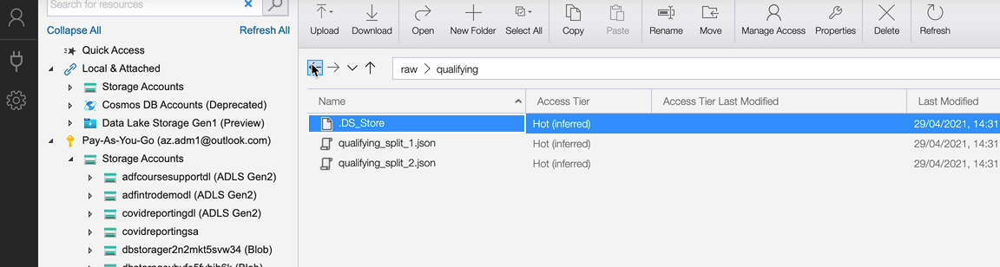 Search for resources
Collapse All
Refresh All
Quick Access
Local & Attached
Storage Accounts
Cosmos DB Accounts (Deprecated)
Data Lake Storage Gen1 (Preview)
Pay-As-You-Go (az.adm1@outlook.com)
Storage Accounts
adfcoursesupportdl (ADLS Gen2)
adfintrodemodl (ADLS Gen2)
covidreportingdl (ADLS Gen2)
covidreportingsa
dbstorager2n2mkt5svw34 (Blob)
Upload Download Open New Folder Select All Copy Paste Rename Move Manage Access Properties Delete Refresh
raw > qualifying
Name Access Tier Access Tier Last Modified Last Modified
.DS_Store Hot (inferred) 29/04/2021, 14:31
qualifying_split_1.json Hot (inferred) 29/04/2021, 14:31
qualifying_split_2.json Hot (inferred) 29/04/2021, 14:31